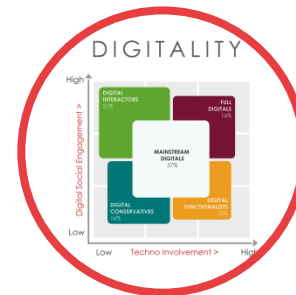 DIGITALITY
High
DIGITAL
INTERACTORS
21%
FULL
DIGITALS
16%
MAINSTREAM
DIGITALS
37%
DIGITAL
CONSERVATIVES
16%
DIGITAL
FUNCTIONALISTS
10%
Digital Social Engagement >
Low
Low
Techno Involvement >
High